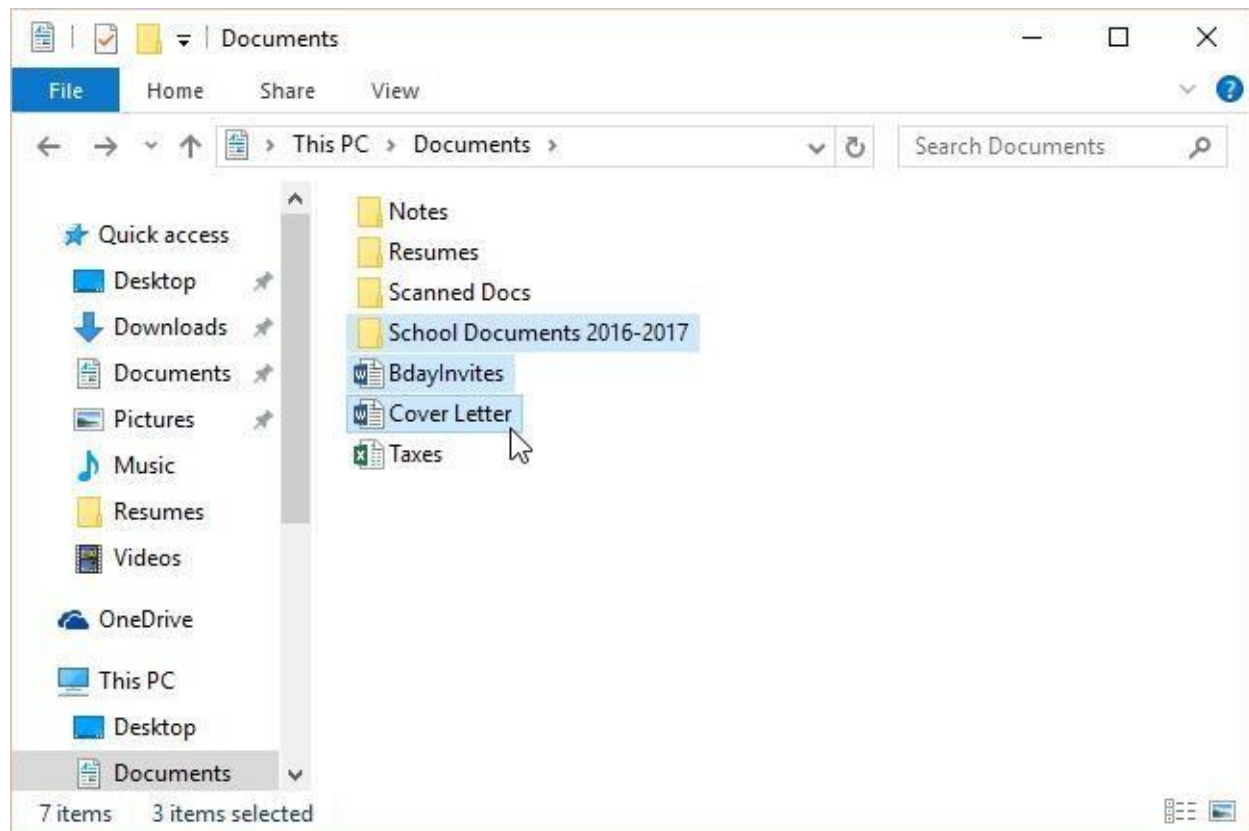 Documents
File Home Share View
This PC Documents
Search Documents
Quick access
Desktop
Downloads
Documents
Pictures
Music
Resumes
Videos
OneDrive
This PC
Desktop
Documents
Notes
Resumes
Scanned Docs
School Documents 2016-2017
BdayInvites
Cover Letter
Taxes
7 items 3 items selected